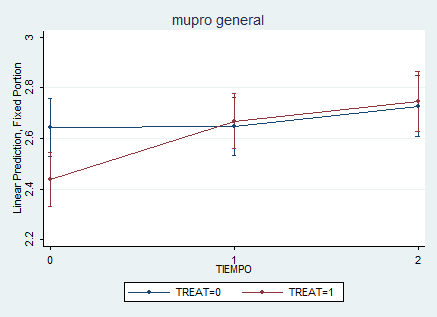 mupro general
Linear Prediction, Fixed Portion
3
2.8
2.6
2.4
2.2
0
1
2
TIEMPO
TREAT=0
TREAT=1